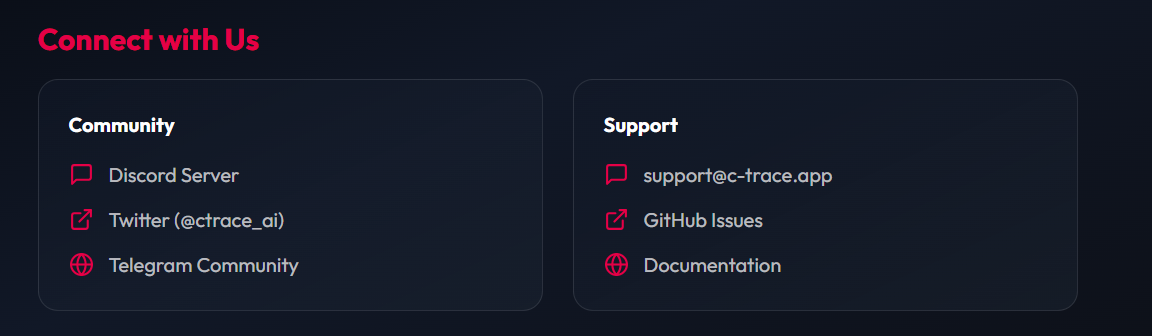 Connect with Us
Community
Discord Server
Twitter (@ctrace_ai)
Telegram Community
Support
support@c-trace.app
GitHub Issues
Documentation